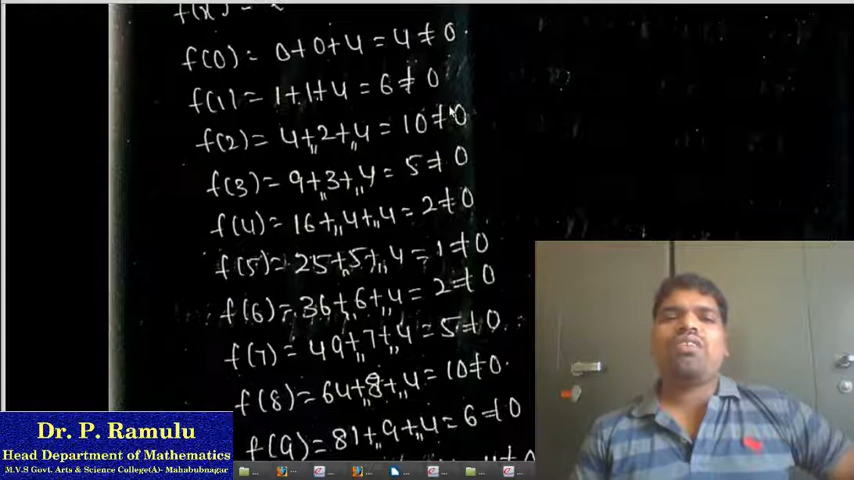 f(x) =
f(0) = 0+0+4 = 4 ≠ 0.
f(1) = 1+1+4 = 6 ≠ 0
f(2) = 4+₁₁2+₁₁4 = 10 ≠ 0
f(3) = 9+₁₁3+₁₁4 = 5 ≠ 0
f(4) = 16+₁₁4+₁₁4 = 2 ≠ 0
f(5) = 25+₁₁5+₁₁4 = 1 ≠ 0
f(6) = 36+₁₁6+₁₁4 = 2 ≠ 0
f(7) = 49+₁₁7+₁₁4 = 5 ≠ 0.
f(8) = 64+₁₁8+₁₁4 = 10 ≠ 0.
f(9) = 81+₁₁9+₁₁4 = 6 ≠ 0
Dr. P. Ramulu
Head Department of Mathematics
M.V.S Govt. Arts & Science College(A)- Mahabubnagar